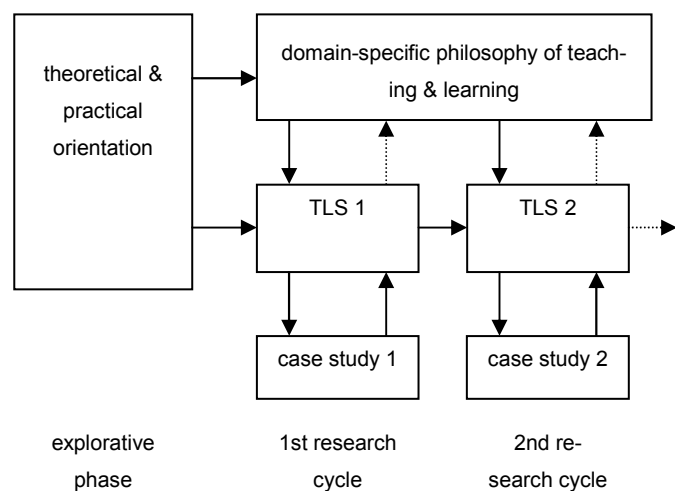 theoretical &
practical
orientation
domain-specific philosophy of teach-
ing & learning
TLS 1
TLS 2
case study 1
case study 2
explorative
phase
1st research
cycle
2nd re-
search cycle